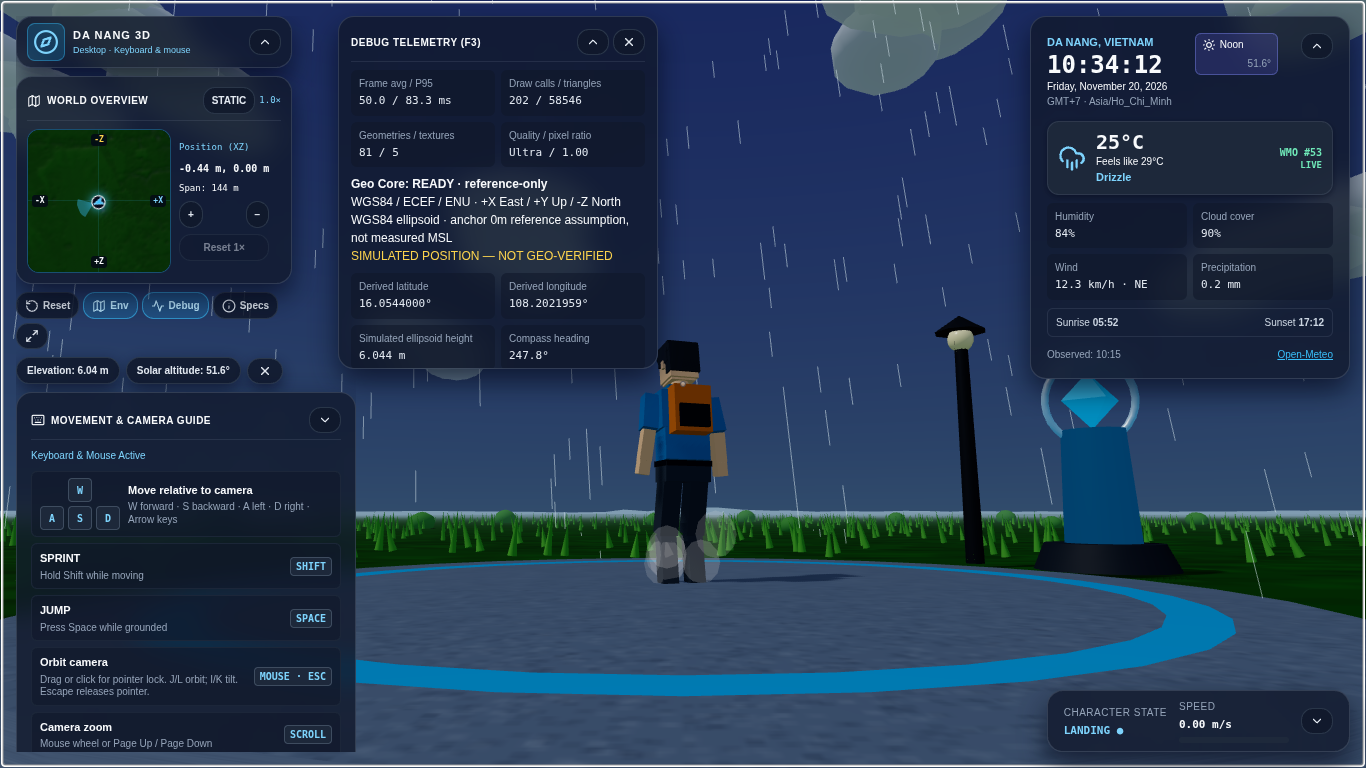 DA NANG 3D
Desktop · Keyboard & mouse
WORLD OVERVIEW
STATIC
1.0×
-Z
-X
+X
+Z
Position (XZ)
-0.44 m, 0.00 m
Span: 144 m
+
−
Reset 1×
Reset
Env
Debug
Specs
Elevation: 6.04 m
Solar altitude: 51.6°
MOVEMENT & CAMERA GUIDE
Keyboard & Mouse Active
W
A S D
Move relative to camera
W forward · S backward · A left · D right ·
Arrow keys
SPRINT
Hold Shift while moving
SHIFT
JUMP
Press Space while grounded
SPACE
Orbit camera
Drag or click for pointer lock. J/L orbit; I/K tilt.
Escape releases pointer.
MOUSE · ESC
Camera zoom
Mouse wheel or Page Up / Page Down
SCROLL
DEBUG TELEMETRY (F3)
Frame avg / P95
50.0 / 83.3 ms
Draw calls / triangles
202 / 58546
Geometries / textures
81 / 5
Quality / pixel ratio
Ultra / 1.00
Geo Core: READY · reference-only
WGS84 / ECEF / ENU · +X East / +Y Up / -Z North
WGS84 ellipsoid · anchor 0m reference assumption,
not measured MSL
SIMULATED POSITION — NOT GEO-VERIFIED
Derived latitude
16.0544000°
Derived longitude
108.2021959°
Simulated ellipsoid height
6.044 m
Compass heading
247.8°
DA NANG, VIETNAM
10:34:12
Friday, November 20, 2026
GMT+7 · Asia/Ho_Chi_Minh
Noon
51.6°
25°C
Feels like 29°C
Drizzle
WMO #53
LIVE
Humidity
84%
Cloud cover
90%
Wind
12.3 km/h · NE
Precipitation
0.2 mm
Sunrise 05:52
Sunset 17:12
Observed: 10:15
Open-Meteo
CHARACTER STATE
LANDING
SPEED
0.00 m/s